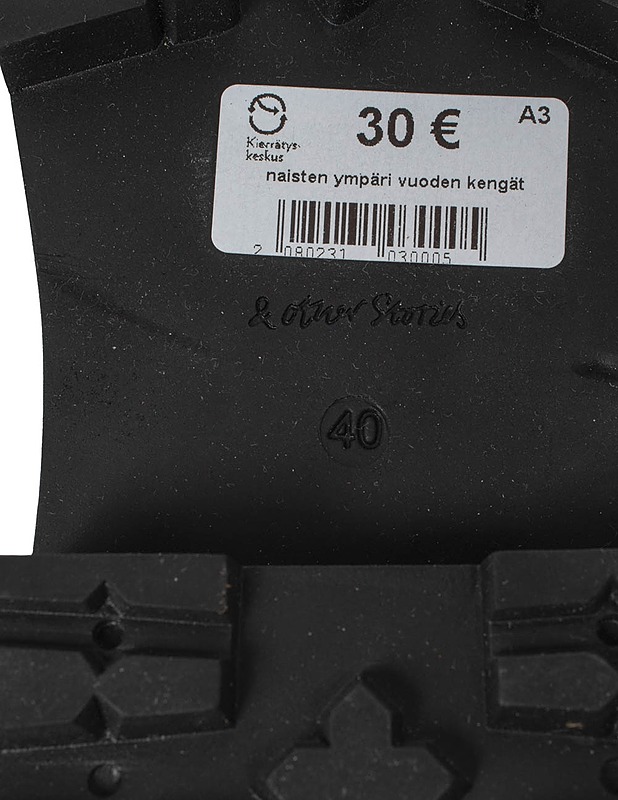 30 €
A3
Kierrätys-
keskus
naisten ympäri vuoden kengät
2 080231 030005
& other Stories
40